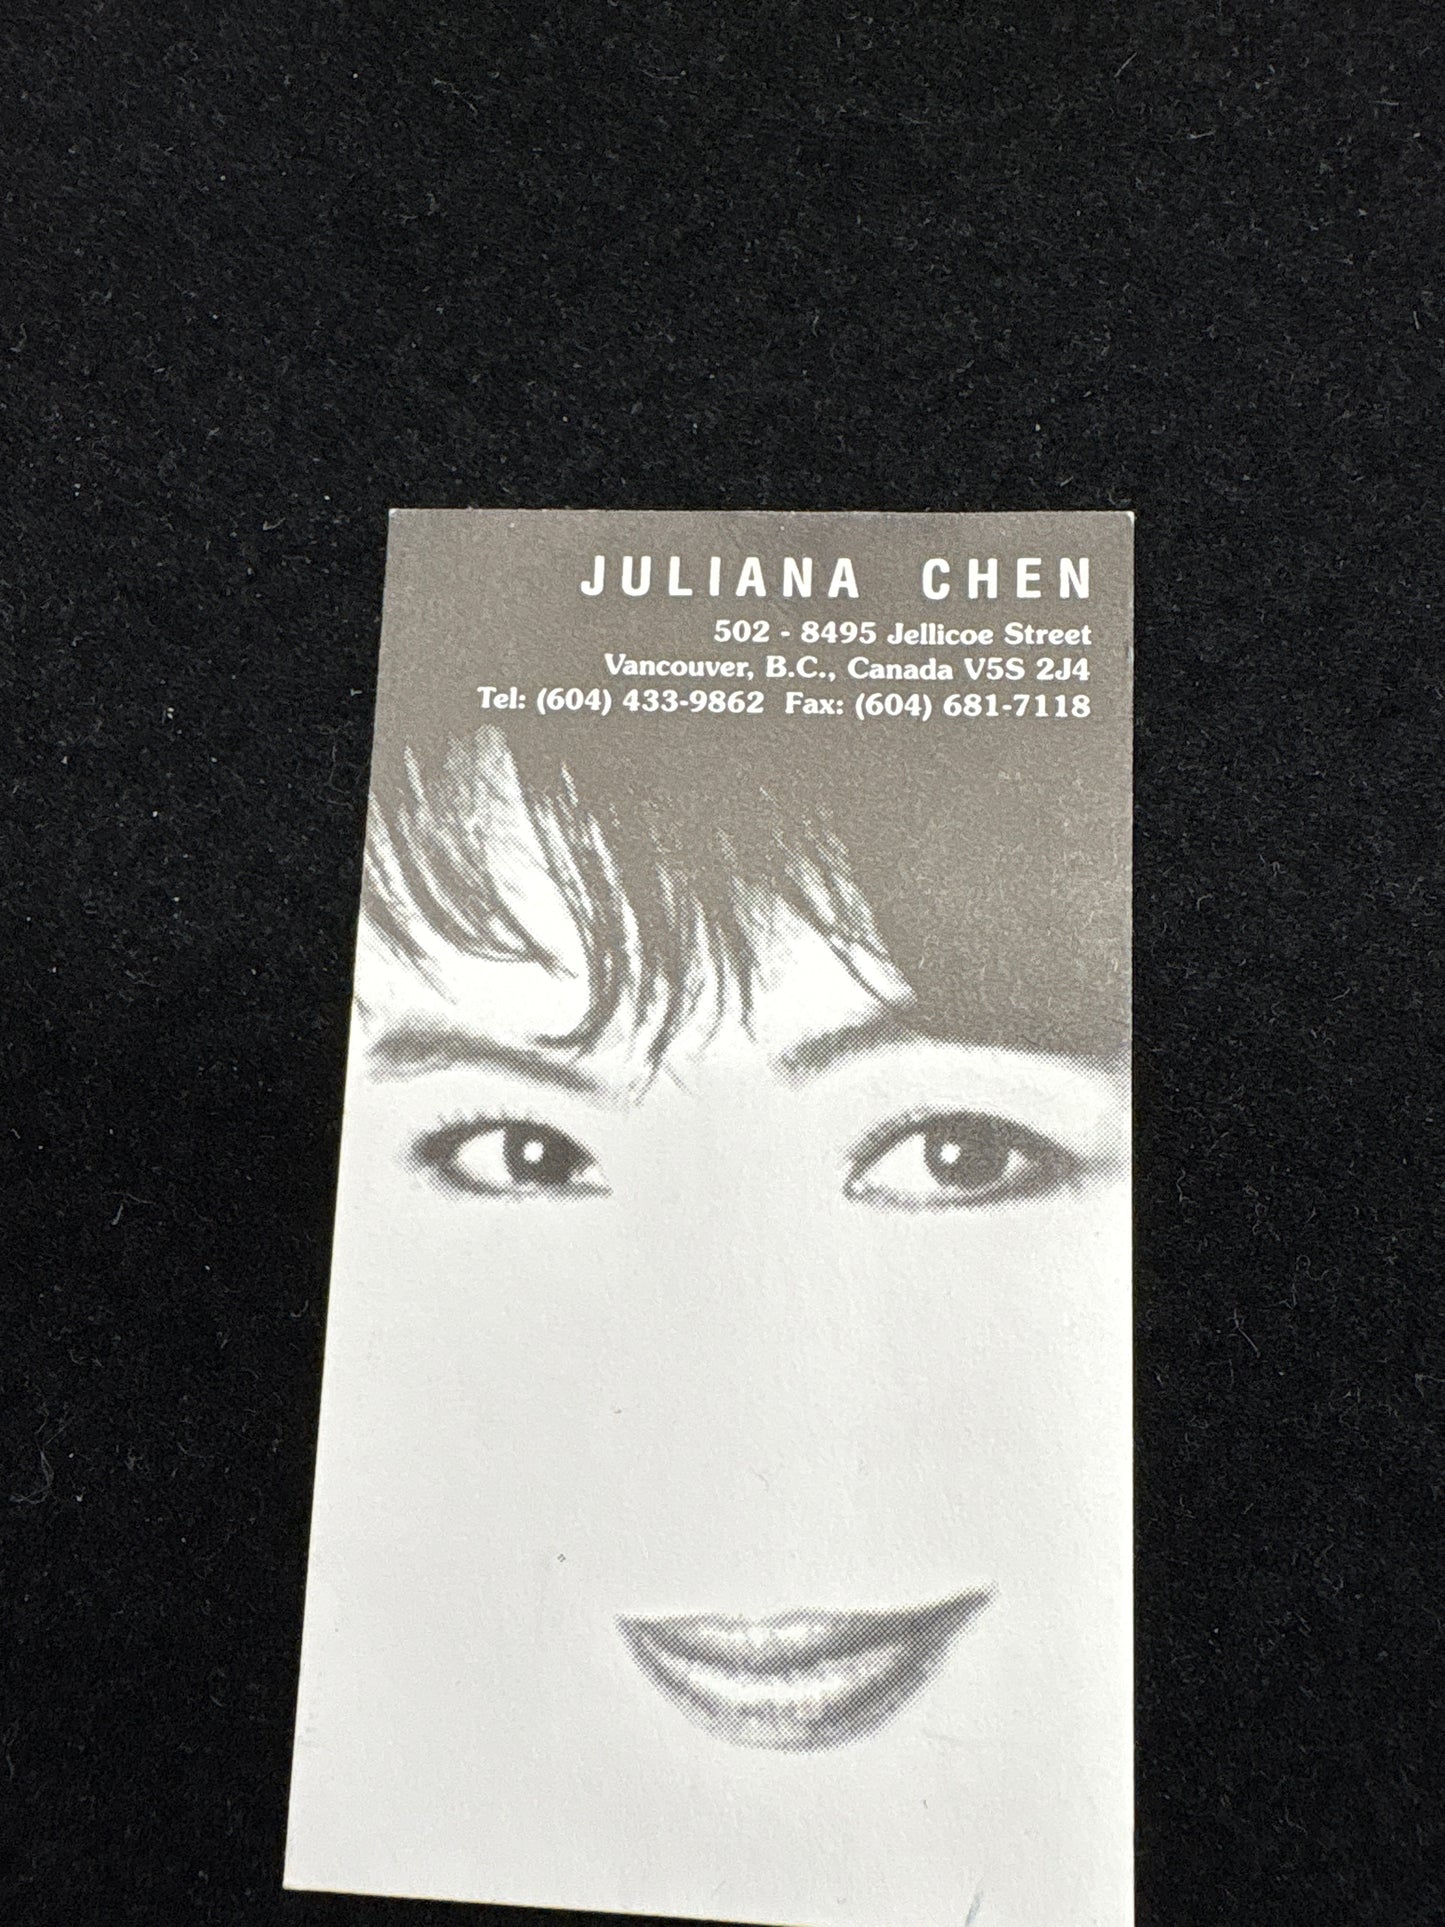 JULIANA CHEN
502 - 8495 Jellicoe Street
Vancouver, B.C., Canada V5S 2J4
Tel: (604) 433-9862 Fax: (604) 681-7118